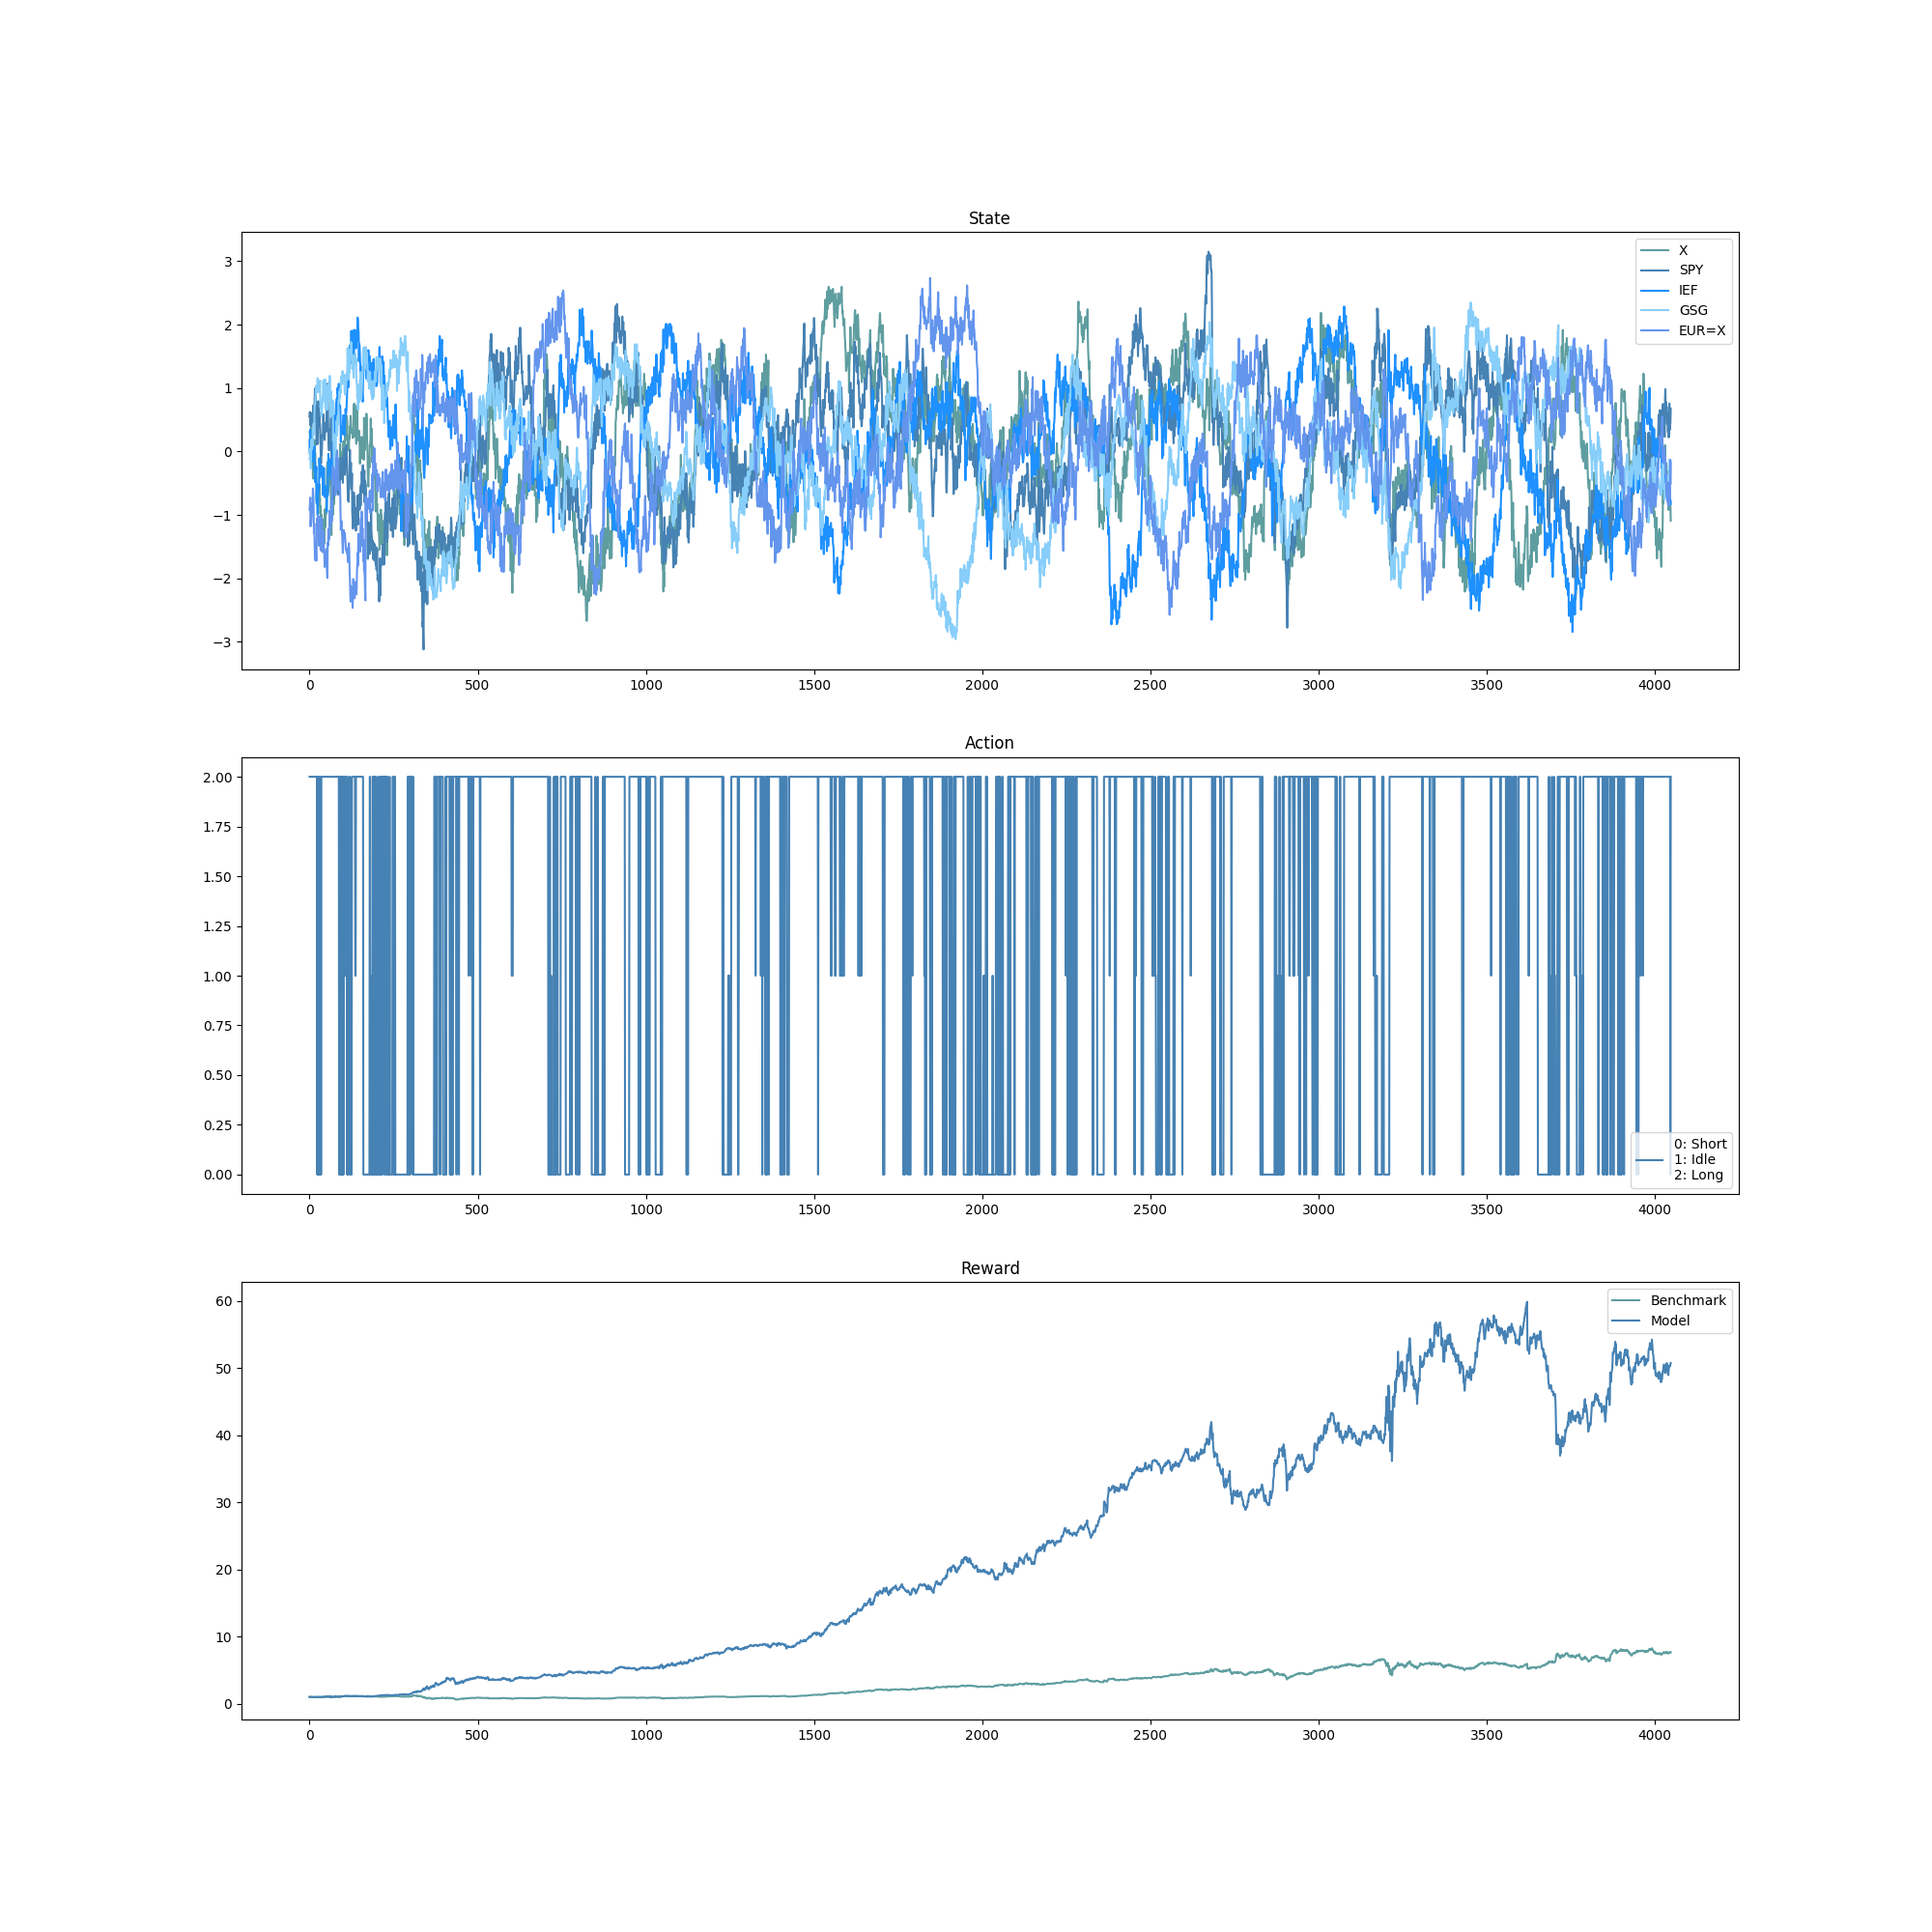 State
3
2
1
0
−1
−2
−3
X
SPY
IEF
GSG
EUR=X
0 500 1000 1500 2000 2500 3000 3500 4000
Action
2.00
1.75
1.50
1.25
1.00
0.75
0.50
0.25
0.00
0: Short
1: Idle
2: Long
0 500 1000 1500 2000 2500 3000 3500 4000
Reward
60
50
40
30
20
10
0
Benchmark
Model
0 500 1000 1500 2000 2500 3000 3500 4000